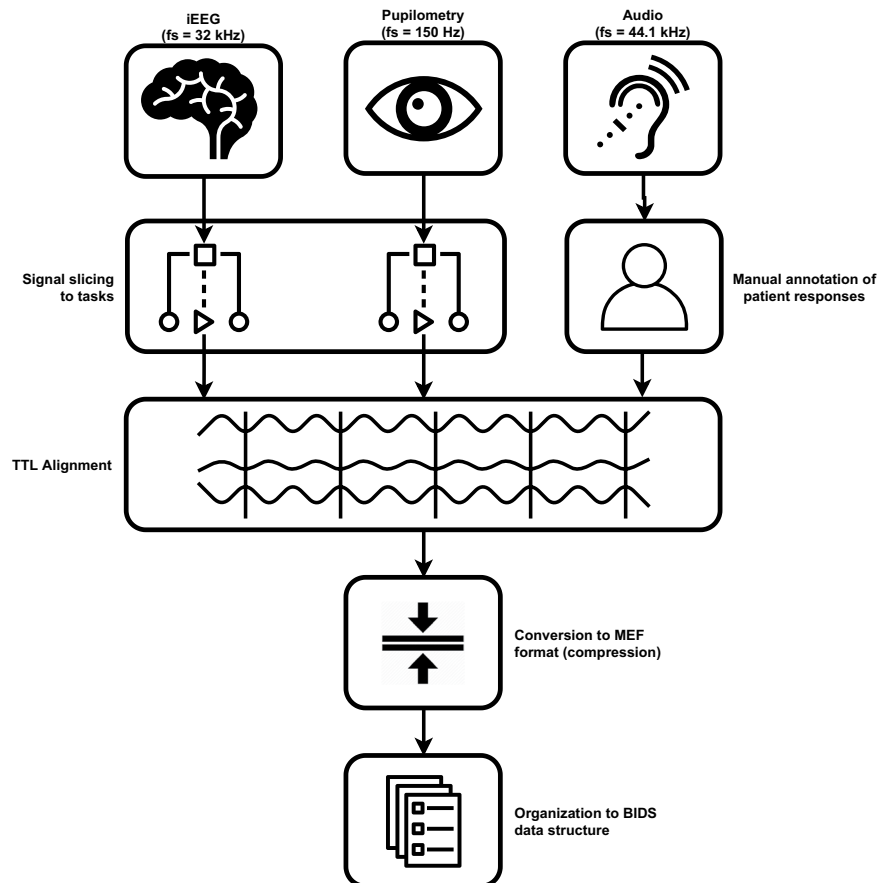 iEEG
(fs = 32 kHz)
Pupilometry
(fs = 150 Hz)
Audio
(fs = 44.1 kHz)
Signal slicing
to tasks
Manual annotation of
patient responses
TTL Alignment
Conversion to MEF
format (compression)
Organization to BIDS
data structure